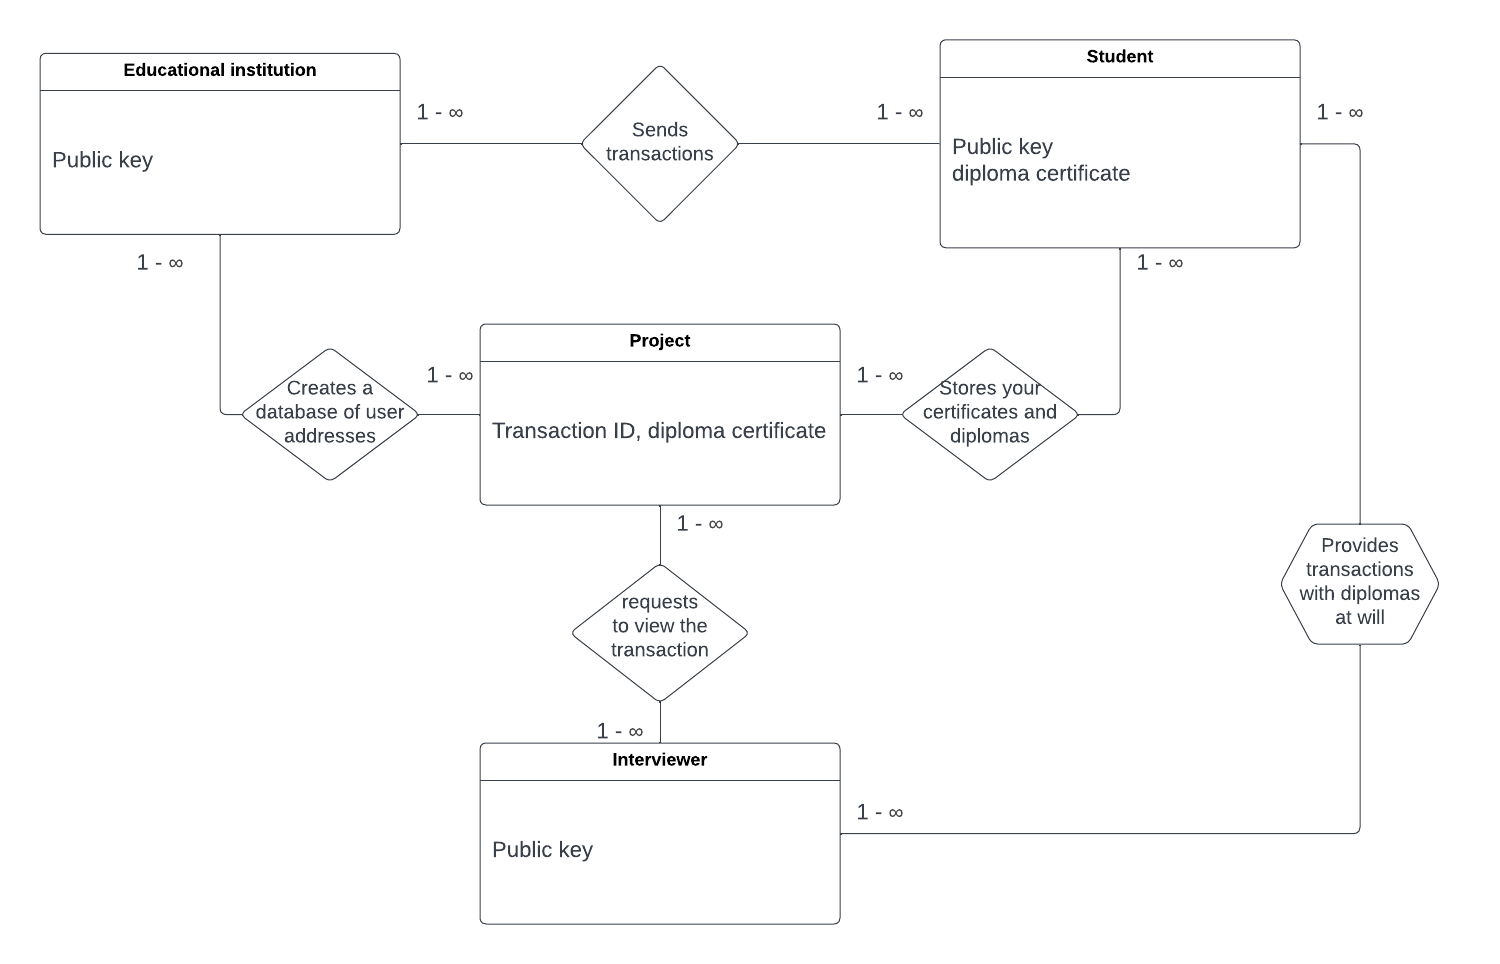 Educational institution
Public key
1 - ∞
Sends
transactions
1 - ∞
Student
Public key
diploma certificate
1 - ∞
1 - ∞
1 - ∞
Creates a
database of user
addresses
1 - ∞
Project
Transaction ID, diploma certificate
1 - ∞
Stores your
certificates and
diplomas
1 - ∞
requests
to view the
transaction
Provides
transactions
with diplomas
at will
1 - ∞
Interviewer
Public key
1 - ∞